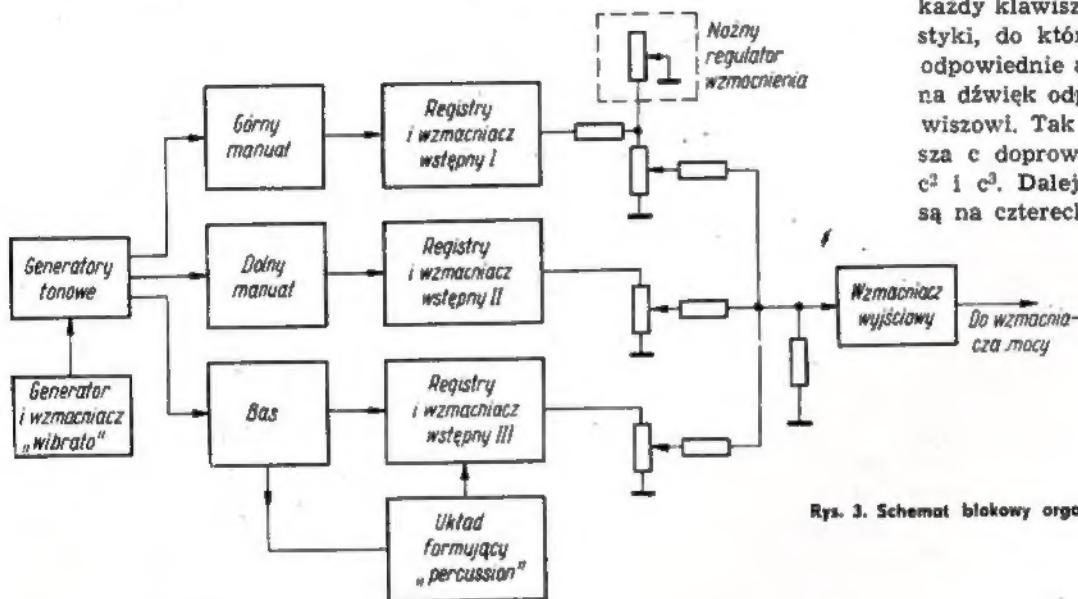 każdy klawisz
styki, do któr
odpowiednie a
na dźwięk odp
wiszowi. Tak
sza c doprow
c² i c³. Dalej
są na czterech
Nożny
regulator
wzmocnienia
Górny
manuał
Registry
i wzmacniacz
wstępny I
Generatory
tonowe
Dolny
manuał
Registry
i wzmacniacz
wstępny II
Wzmacniacz
wyjściowy
Do wzmacnia-
cza mocy
Generator
i wzmacniacz
„wibrato"
Bas
Registry
i wzmacniacz
wstępny III
Układ
formujący
„percussion"
Rys. 3. Schemat blokowy orga